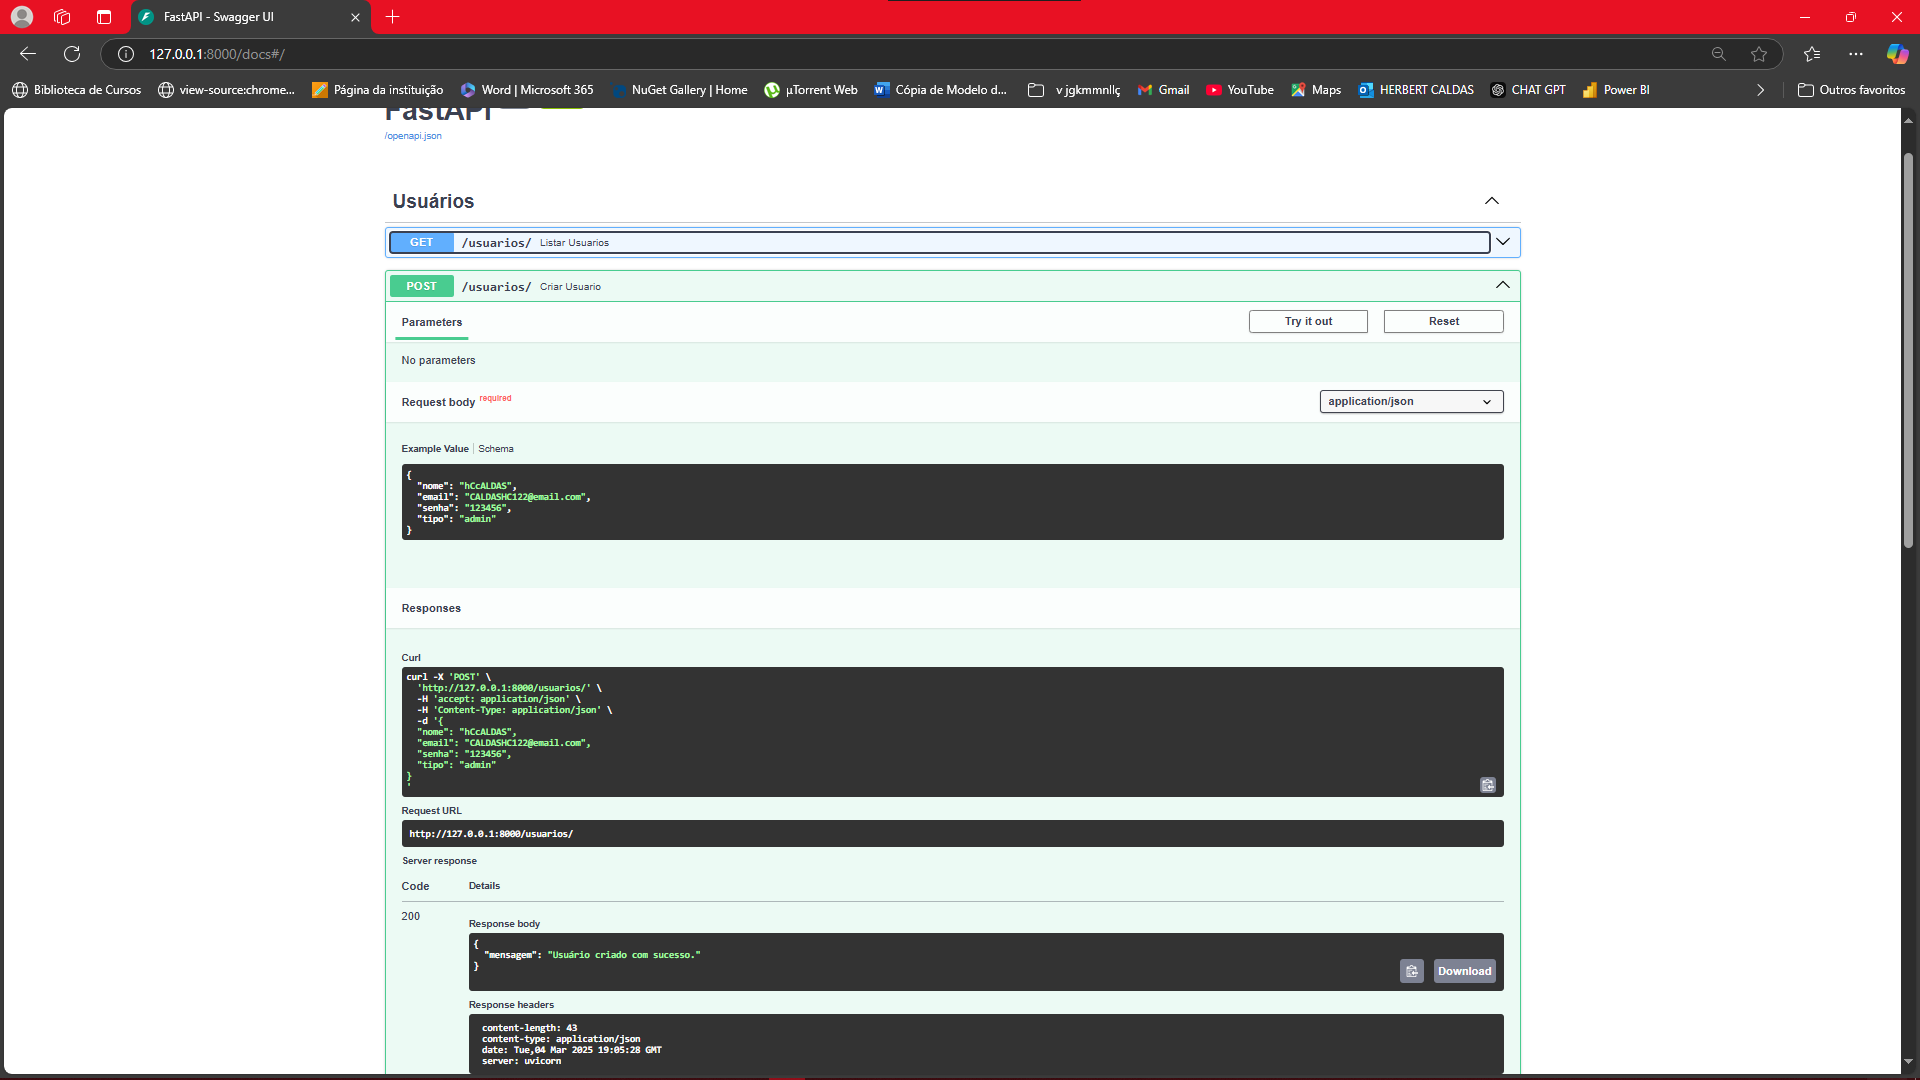 FastAPI - Swagger UI
127.0.0.1:8000/docs#/
Biblioteca de Cursos
view-source:chrome...
Página da instituição
Word | Microsoft 365
NuGet Gallery | Home
µTorrent Web
Cópia de Modelo d...
v jgkmmnllç
Gmail
YouTube
Maps
HERBERT CALDAS
CHAT GPT
Power BI
Outros favoritos
FastAPI
/openapi.json
Usuários
GET /usuarios/ Listar Usuarios
POST /usuarios/ Criar Usuario
Parameters
Try it out
Reset
No parameters
Request body required
application/json
Example Value | Schema
{
"nome": "hCcALDAS",
"email": "CALDASHC122@email.com",
"senha": "123456",
"tipo": "admin"
}
Responses
Curl
curl -X 'POST' \
'http://127.0.0.1:8000/usuarios/' \
-H 'accept: application/json' \
-H 'Content-Type: application/json' \
-d '{
"nome": "hCcALDAS",
"email": "CALDASHC122@email.com",
"senha": "123456",
"tipo": "admin"
}
'
Request URL
http://127.0.0.1:8000/usuarios/
Server response
Code Details
200
Response body
{
"mensagem": "Usuário criado com sucesso."
}
Download
Response headers
content-length: 43
content-type: application/json
date: Tue,04 Mar 2025 19:05:28 GMT
server: uvicorn